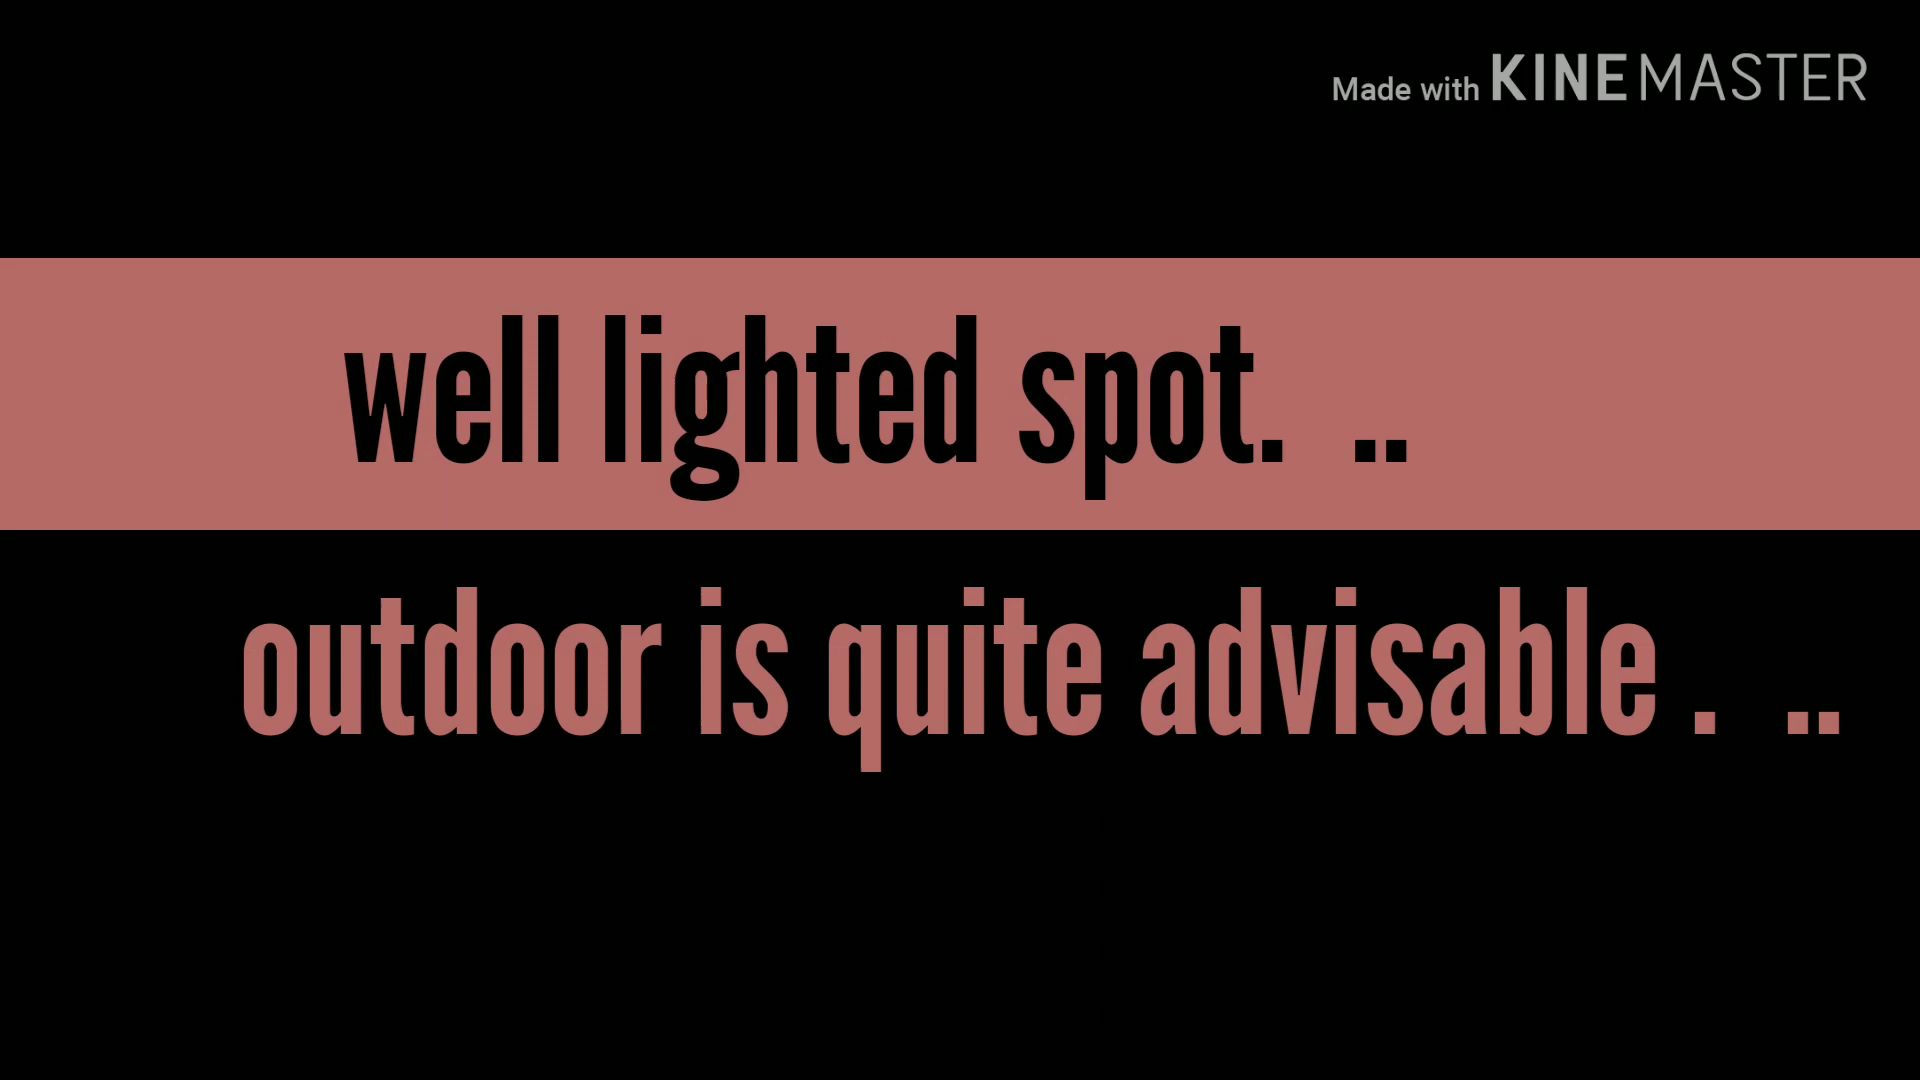 Made with KINEMASTER
well lighted spot.  ..
outdoor is quite advisable .  ..